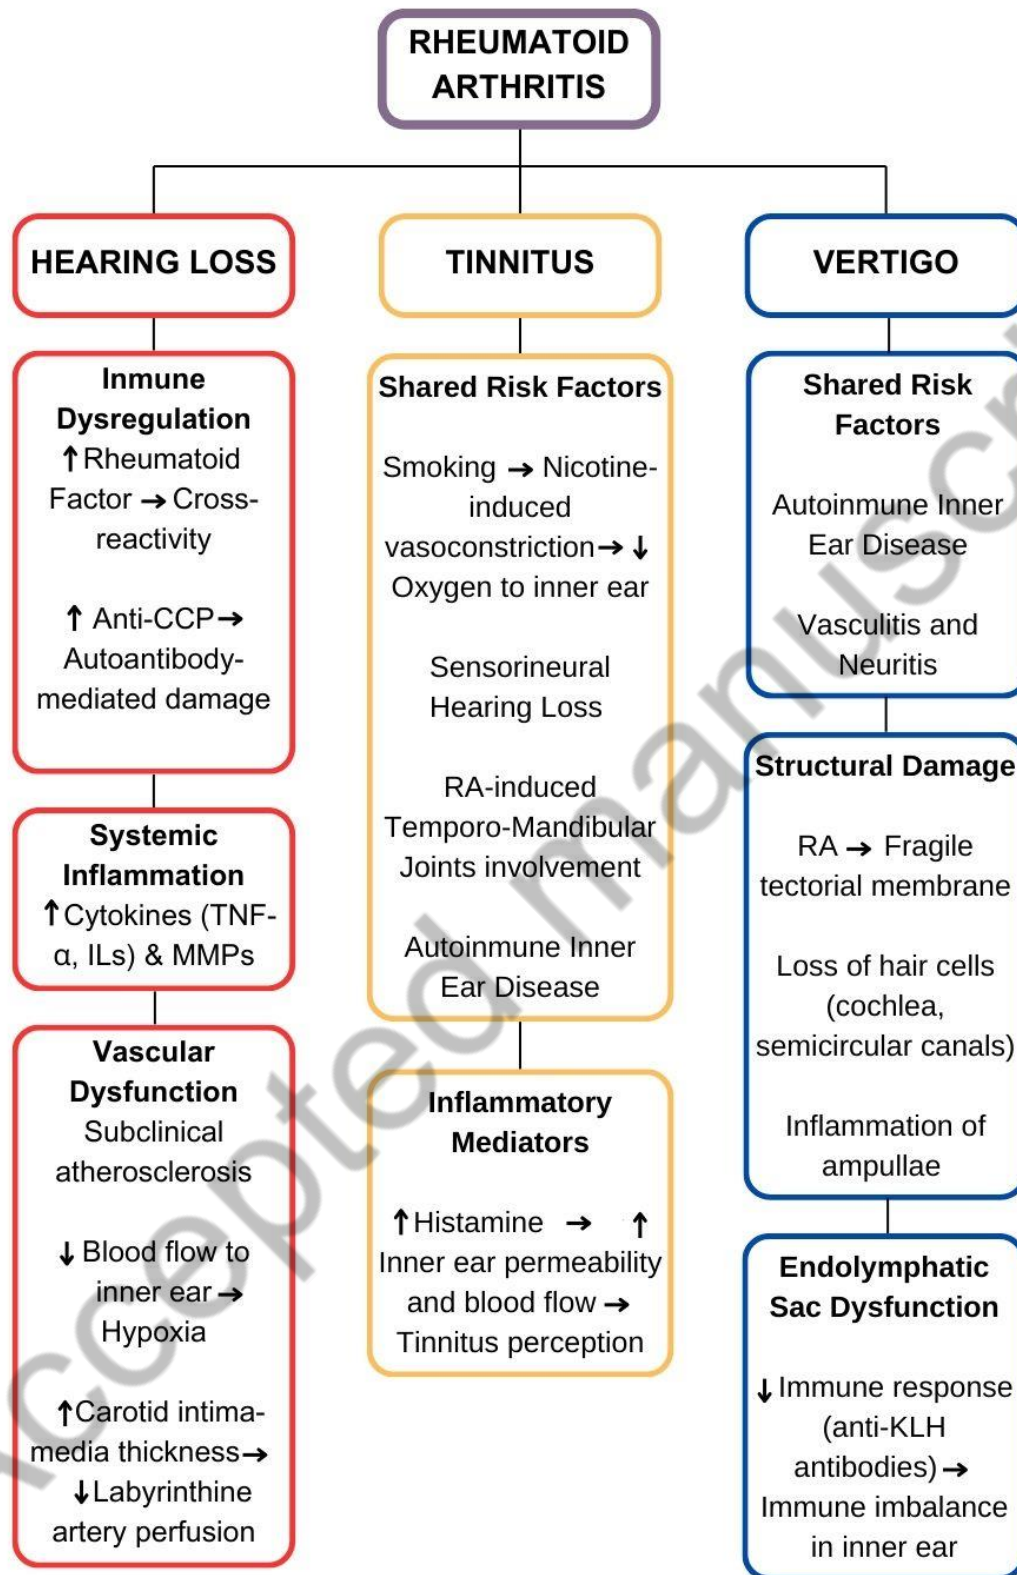 RHEUMATOID
ARTHRITIS
HEARING LOSS
Inmune
Dysregulation
↑Rheumatoid
Factor → Cross-
reactivity
↑ Anti-CCP→
Autoantibody-
mediated damage
Systemic
Inflammation
↑Cytokines (TNF-
α, ILs) & MMPs
Vascular
Dysfunction
Subclinical
atherosclerosis
↓ Blood flow to
inner ear →
Hypoxia
↑Carotid intima-
media thickness→
↓Labyrinthine
artery perfusion
TINNITUS
Shared Risk Factors
Smoking → Nicotine-
induced
vasoconstriction→ ↓
Oxygen to inner ear
Sensorineural
Hearing Loss
RA-induced
Temporo-Mandibular
Joints involvement
Autoinmune Inner
Ear Disease
Inflammatory
Mediators
↑Histamine → ↑
Inner ear permeability
and blood flow →
Tinnitus perception
VERTIGO
Shared Risk
Factors
Autoinmune Inner
Ear Disease
Vasculitis and
Neuritis
Structural Damage
RA → Fragile
tectorial membrane
Loss of hair cells
(cochlea,
semicircular canals)
Inflammation of
ampullae
Endolymphatic
Sac Dysfunction
↓Immune response
(anti-KLH
antibodies) →
Immune imbalance
in inner ear
Accepted manuscri